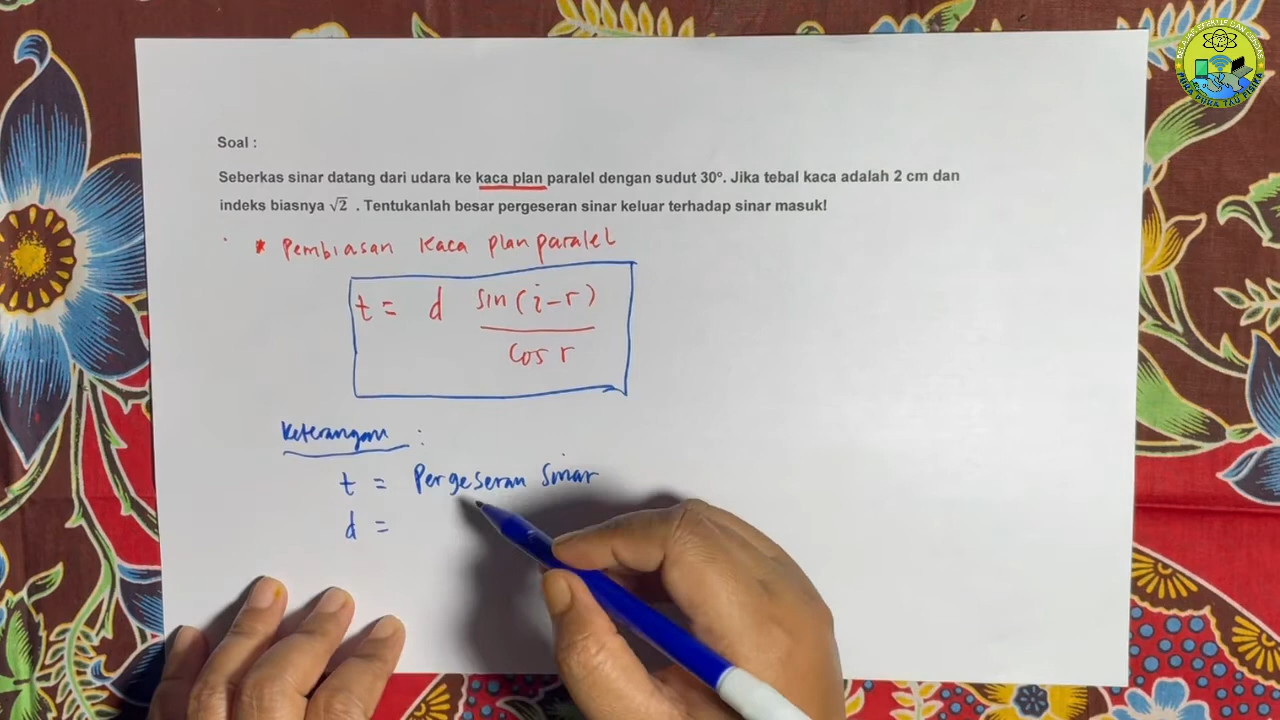 Soal :
Seberkas sinar datang dari udara ke kaca plan paralel dengan sudut 30°. Jika tebal kaca adalah 2 cm dan
indeks biasnya √2 . Tentukanlah besar pergeseran sinar keluar terhadap sinar masuk!
* Pembiasan Kaca plan paralel
t = d sin (i - r)
cos r
Keterangan :
t = Pergeseran Sinar
d =